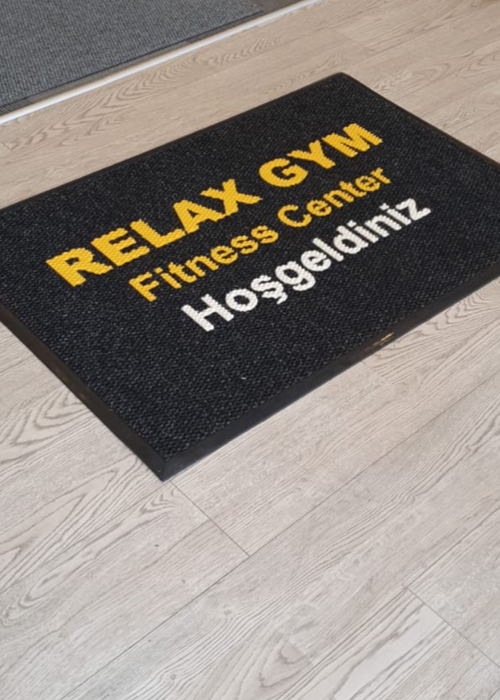 RELAX GYM
Fitness Center
Hoşgeldiniz